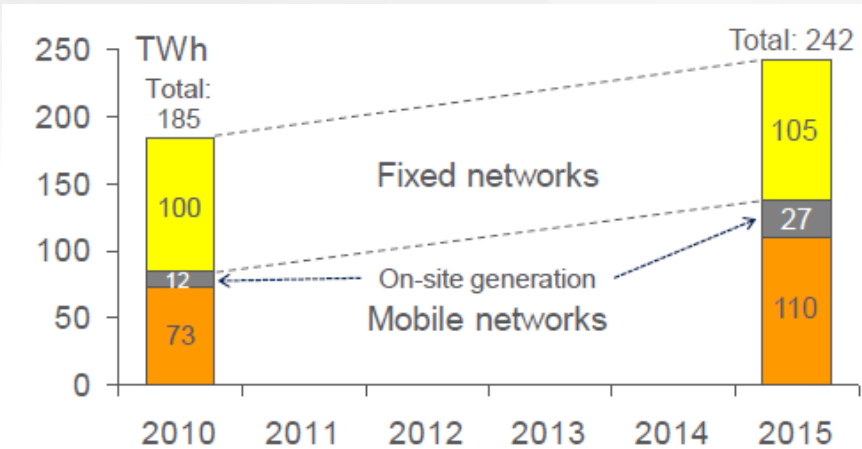 250
TWh
Total: 242
Total:
185
200
105
150
Fixed networks
100
27
100
On-site generation
12
50
Mobile networks
110
73
0
2010 2011 2012 2013 2014 2015